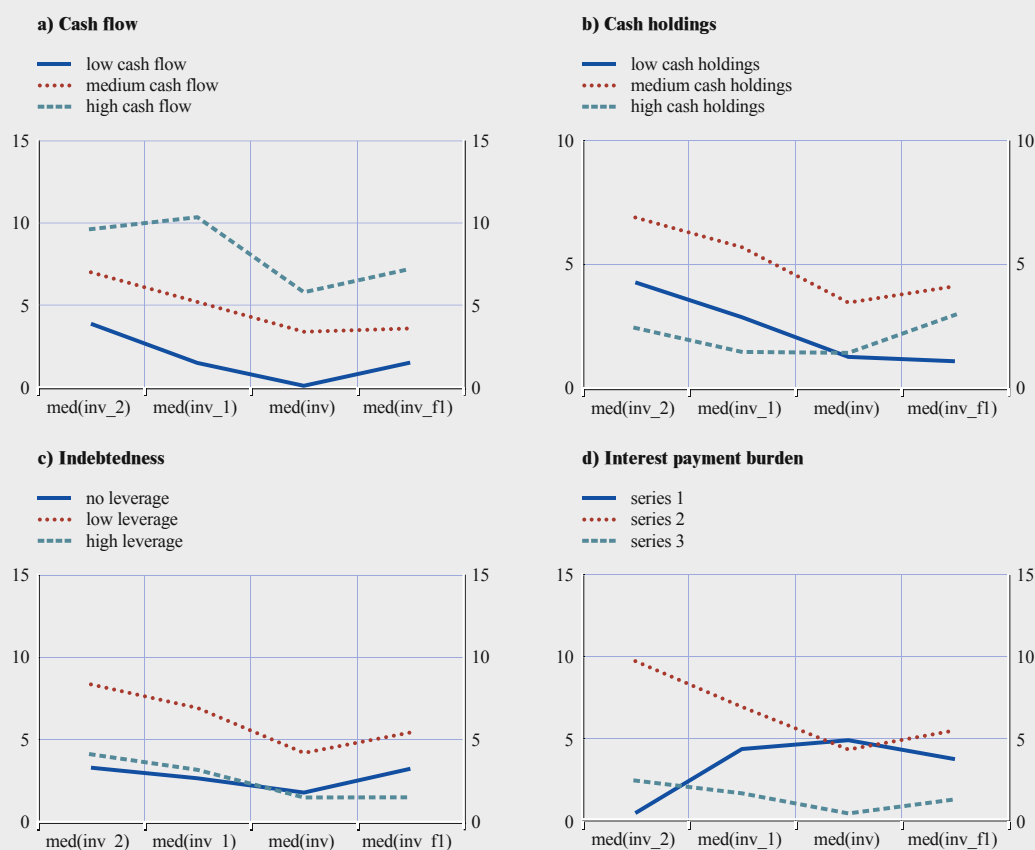 a) Cash flow
low cash flow
medium cash flow
high cash flow
15 15
10 10
5 5
0 0
med(inv_2) med(inv_1) med(inv) med(inv_f1)
b) Cash holdings
low cash holdings
medium cash holdings
high cash holdings
10 10
5 5
0 0
med(inv_2) med(inv_1) med(inv) med(inv_f1)
c) Indebtedness
no leverage
low leverage
high leverage
15 15
10 10
5 5
0 0
med(inv_2) med(inv_1) med(inv) med(inv_f1)
d) Interest payment burden
series 1
series 2
series 3
15 15
10 10
5 5
0 0
med(inv_2) med(inv_1) med(inv) med(inv_f1)